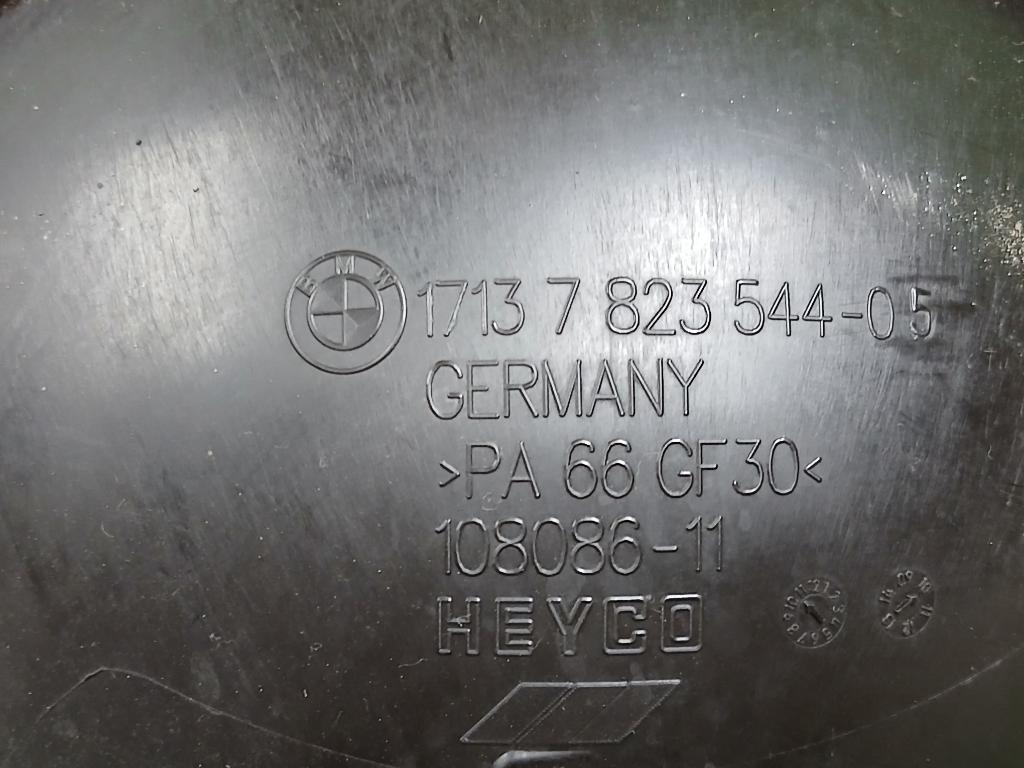 BMW
1713 7 823 544-05
GERMANY
>PA 66 GF30<
108086-11
HEYCO